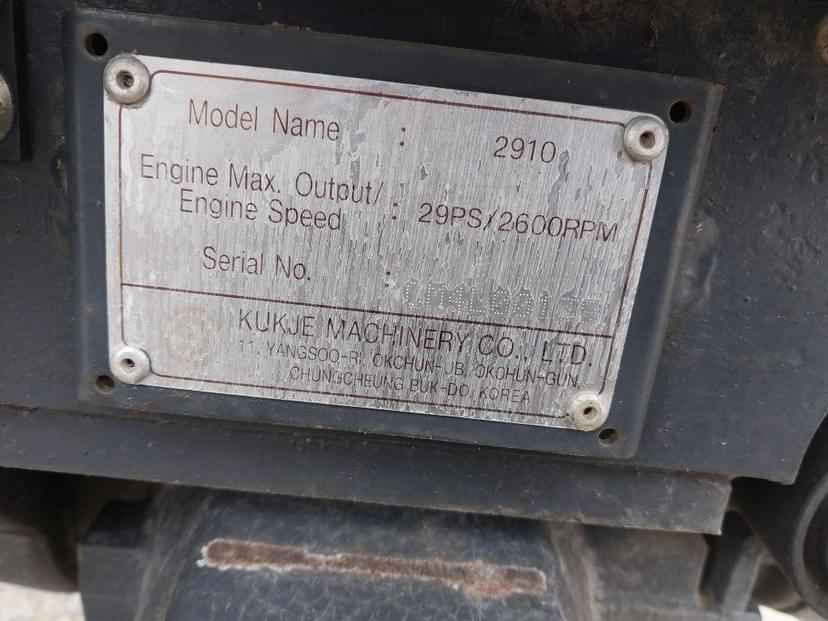 Model Name : 2910
Engine Max. Output/
Engine Speed : 29PS/2600RPM
Serial No. :
KUKJE MACHINERY CO., LTD.
11, YANGSOO-RI, OKCHUN-UB, OKCHUN-GUN,
CHUNGCHEUNG BUK-DO, KOREA